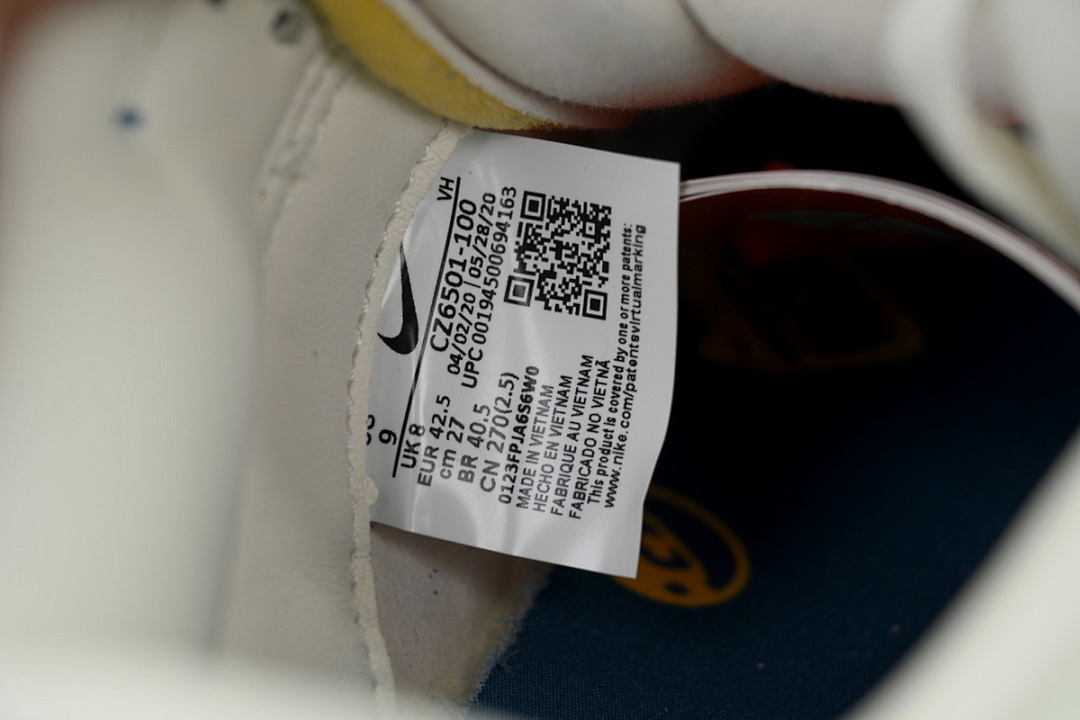 9
VH
UK 8
CZ6501-100
EUR 42.5
04/02/20 | 05/28/20
cm 27
UPC 00194500694163
BR 40.5
CN 270(2.5)
0123FPJA6S6W0
MADE IN VIETNAM
HECHO EN VIETNAM
FABRIQUE AU VIETNAM
FABRICADO NO VIETNÃ
This product is covered by one or more patents:
www.nike.com/patentsvirtualmarking